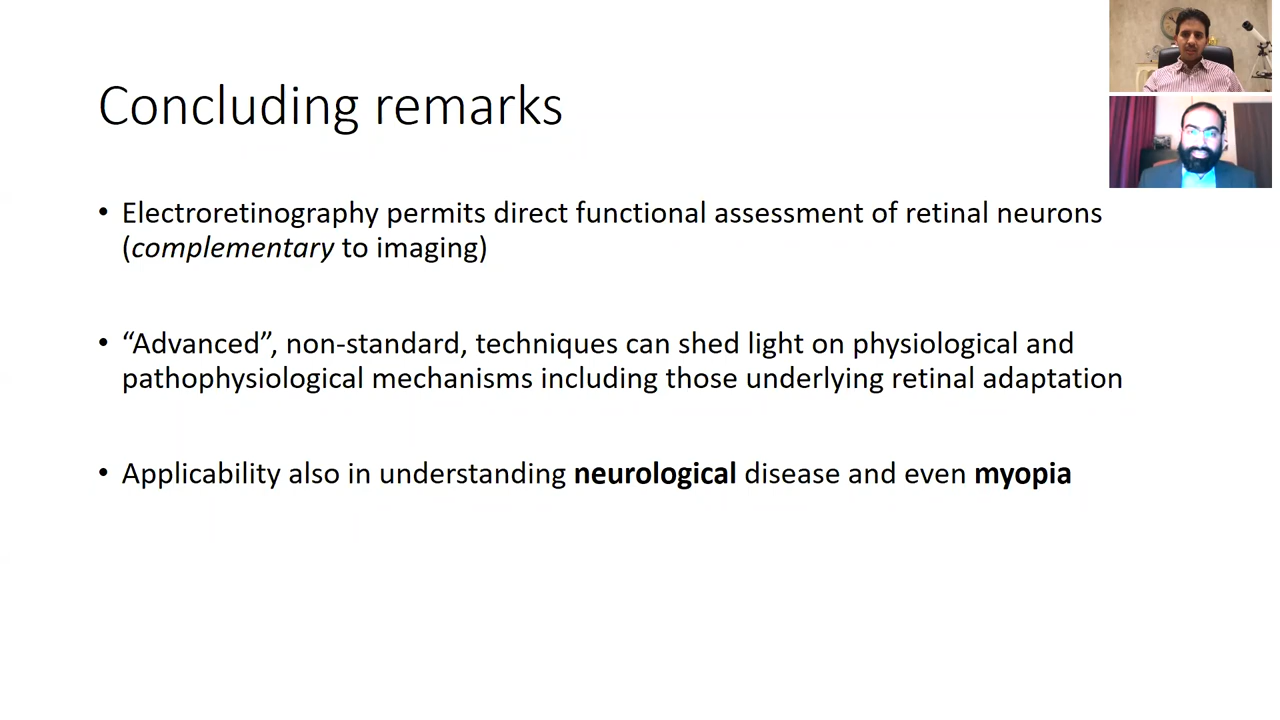 Concluding remarks
• Electroretinography permits direct functional assessment of retinal neurons
(complementary to imaging)
• “Advanced”, non-standard, techniques can shed light on physiological and
pathophysiological mechanisms including those underlying retinal adaptation
• Applicability also in understanding neurological disease and even myopia